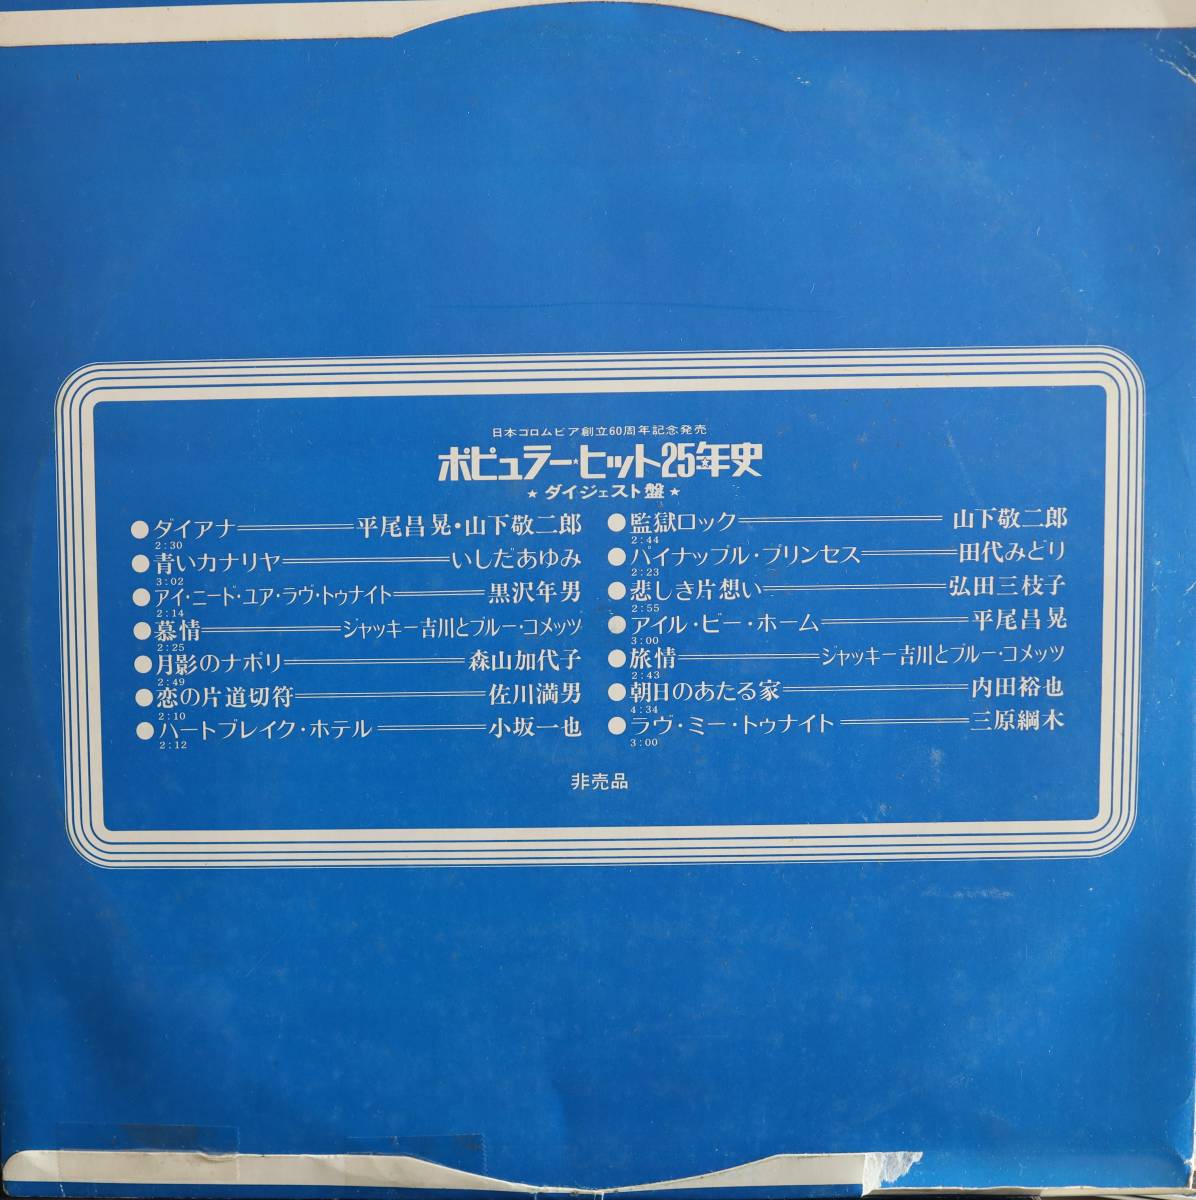 日本コロムビア創立60周年記念発売
ポピュラー★ヒット25年史
★ ダイジェスト盤 ★
●ダイアナ――平尾昌晃・山下敬二郎
2:30
●青いカナリヤ――いしだあゆみ
3:02
●アイ・ニード・ユア・ラヴ・トゥナイト――黒沢年男
2:14
●慕情――ジャッキー吉川とブルー・コメッツ
2:25
●月影のナポリ――森山加代子
2:49
●恋の片道切符――佐川満男
2:10
●ハートブレイク・ホテル――小坂一也
2:12
●監獄ロック――山下敬二郎
2:44
●パイナップル・プリンセス――田代みどり
2:23
●悲しき片想い――弘田三枝子
2:55
●アイル・ビー・ホーム――平尾昌晃
3:00
●旅情――ジャッキー吉川とブルー・コメッツ
2:43
●朝日のあたる家――内田裕也
4:34
●ラヴ・ミー・トゥナイト――三原綱木
3:00
非売品